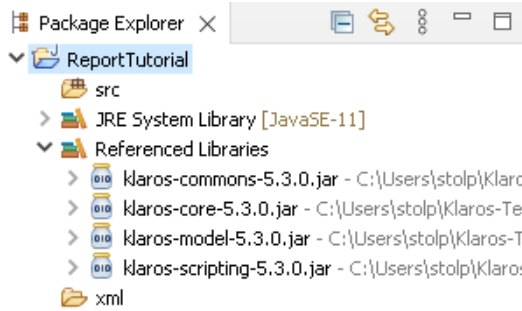 Package Explorer
ReportTutorial
src
JRE System Library [JavaSE-11]
Referenced Libraries
klaros-commons-5.3.0.jar - C:\Users\stolp\Klaro
klaros-core-5.3.0.jar - C:\Users\stolp\Klaros-Te
klaros-model-5.3.0.jar - C:\Users\stolp\Klaros-T
klaros-scripting-5.3.0.jar - C:\Users\stolp\Klaros
xml